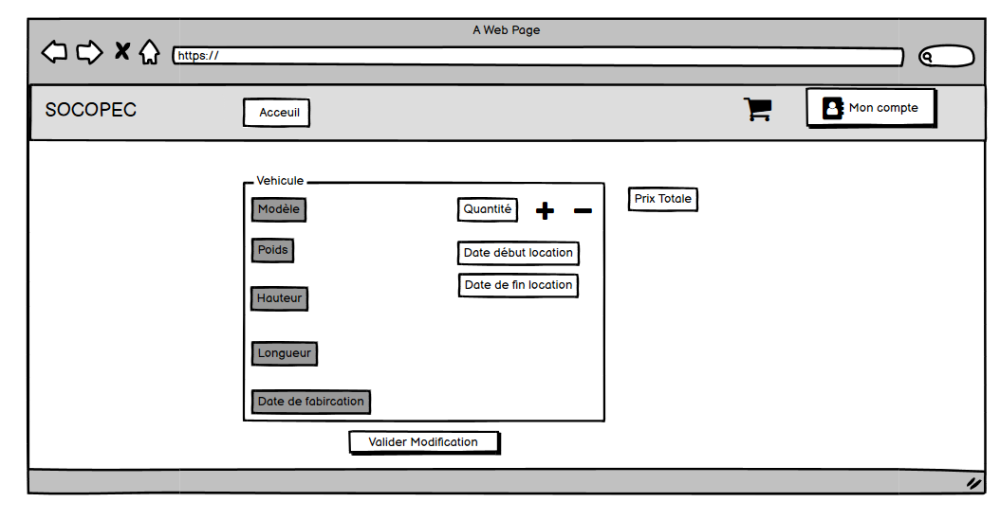 A Web Page
https://
SOCOPEC
Acceuil
Mon compte
Vehicule
Modèle
Quantité
Prix Totale
Poids
Date début location
Date de fin location
Hauteur
Longueur
Date de fabircation
Valider Modification